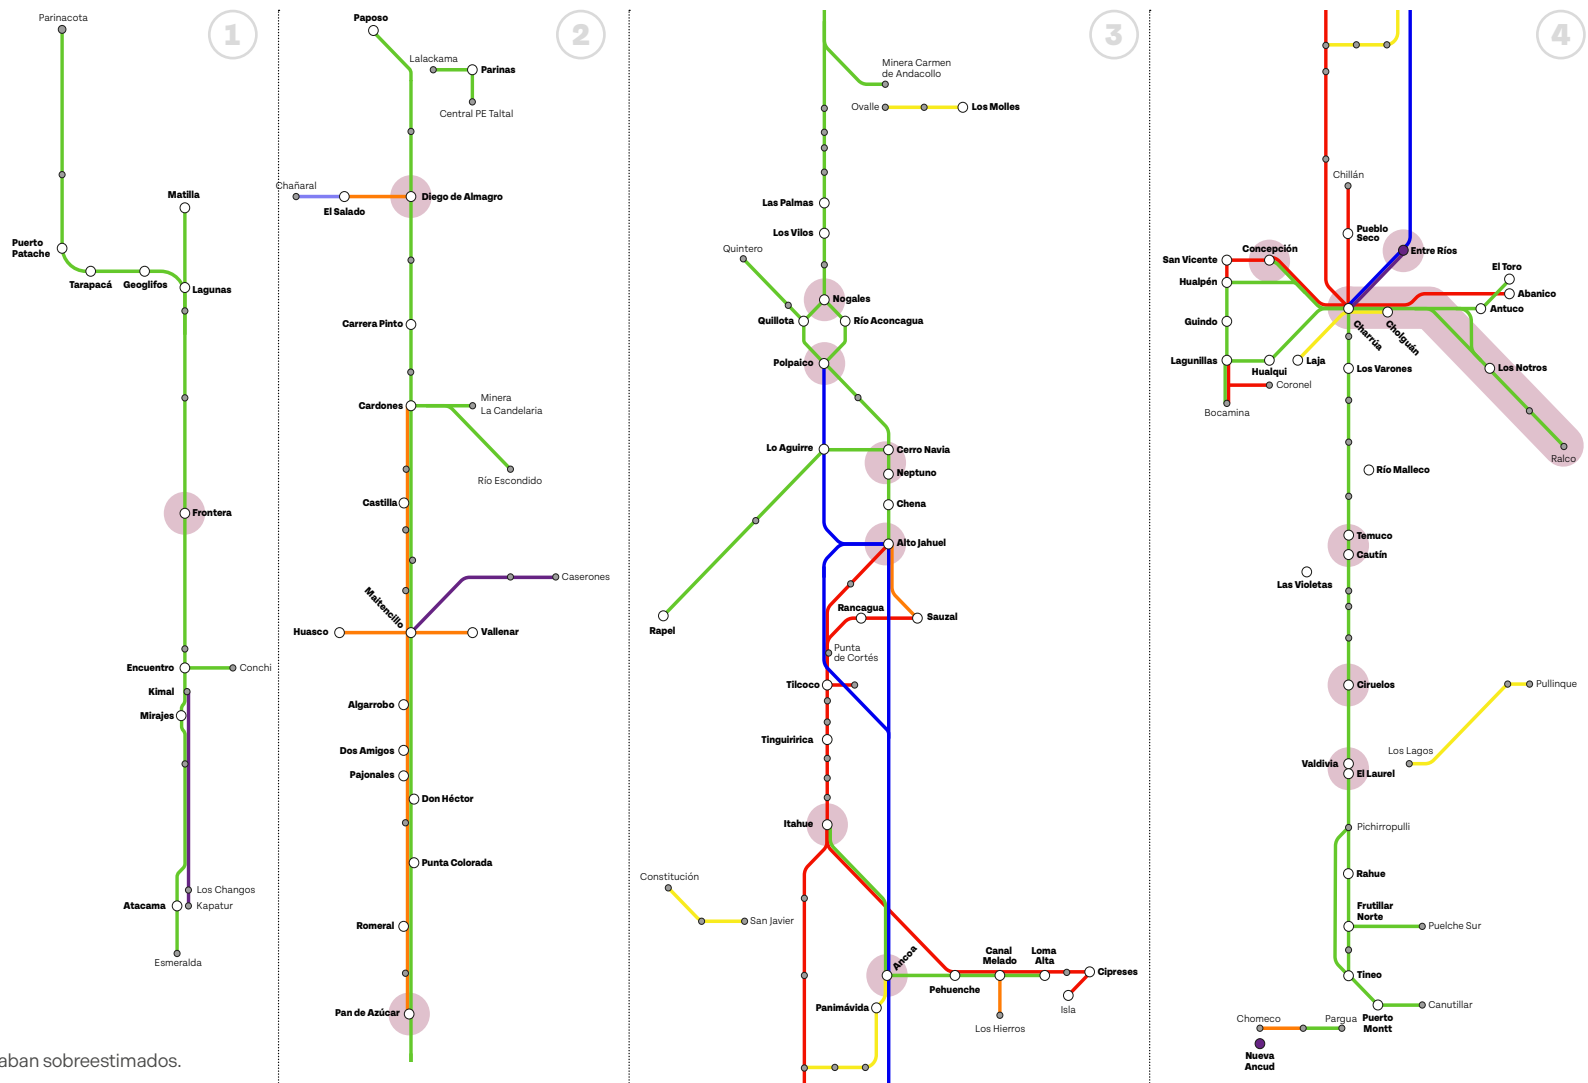 1
Parinacota
Matilla
Puerto
Patache
Tarapacá
Geoglifos
Lagunas
Frontera
Encuentro
Conchi
Kimal
Mirajes
Los Changos
Atacama
Kapatur
Esmeralda
aban sobreestimados.
2
Paposo
Lalackama
Parinas
Central PE Taltal
Chañaral
El Salado
Diego de Almagro
Carrera Pinto
Cardones
Minera
La Candelaria
Río Escondido
Castilla
Caserones
Maitencillo
Huasco
Vallenar
Algarrobo
Dos Amigos
Pajonales
Don Héctor
Punta Colorada
Romeral
Pan de Azúcar
3
Minera Carmen
de Andacollo
Ovalle
Los Molles
Las Palmas
Los Vilos
Quintero
Nogales
Quillota
Río Aconcagua
Polpaico
Lo Aguirre
Cerro Navia
Neptuno
Chena
Alto Jahuel
Rancagua
Sauzal
Rapel
Punta
de Cortés
Tilcoco
Tinguiririca
Itahue
Constitución
San Javier
Ancoa
Canal
Melado
Loma
Alta
Cipreses
Pehuenche
Isla
Panimávida
Los Hierros
4
Chillán
Pueblo
Seco
Concepción
Entre Ríos
San Vicente
El Toro
Hualpén
Abanico
Antuco
Guindo
Charrúa
Cholguán
Lagunillas
Hualqui
Laja
Los Varones
Los Notros
Coronel
Bocamina
Ralco
Río Malleco
Temuco
Cautín
Las Violetas
Ciruelos
Pullinque
Los Lagos
Valdivia
El Laurel
Pichirropulli
Rahue
Frutillar
Norte
Puelche Sur
Tineo
Canutillar
Puerto
Montt
Chomeco
Pargua
Nueva
Ancud